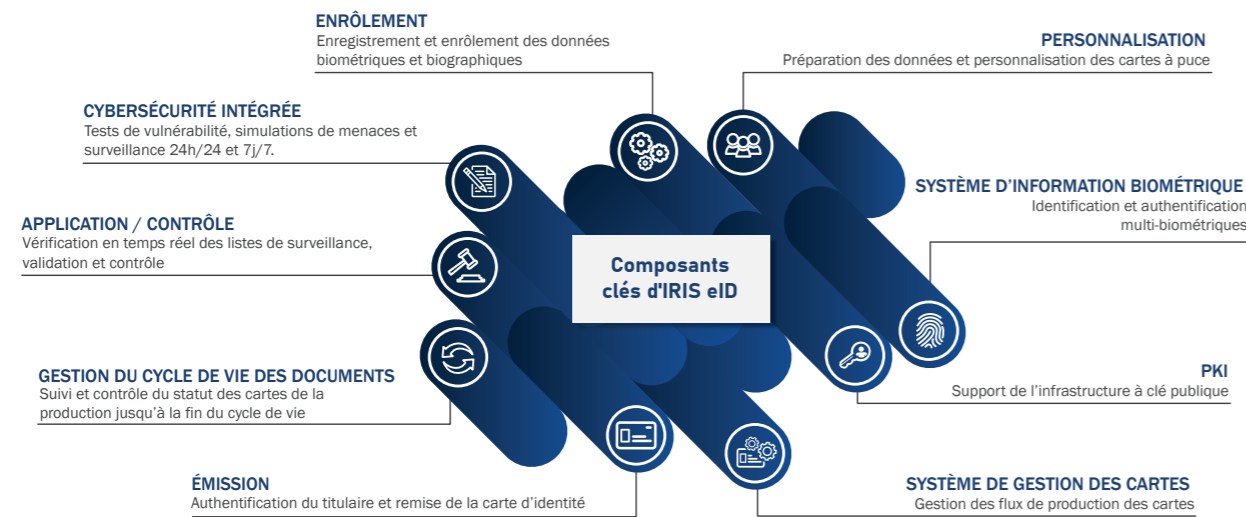 ENRÔLEMENT
Enregistrement et enrôlement des données
biométriques et biographiques
PERSONNALISATION
Préparation des données et personnalisation des cartes à puce
CYBERSÉCURITÉ INTÉGRÉE
Tests de vulnérabilité, simulations de menaces et
surveillance 24h/24 et 7j/7.
SYSTÈME D'INFORMATION BIOMÉTRIQUE
Identification et authentification
multi-biométriques
APPLICATION / CONTRÔLE
Vérification en temps réel des listes de surveillance,
validation et contrôle
Composants
clés d'IRIS eID
GESTION DU CYCLE DE VIE DES DOCUMENTS
Suivi et contrôle du statut des cartes de la
production jusqu'à la fin du cycle de vie
PKI
Support de l'infrastructure à clé publique
ÉMISSION
Authentification du titulaire et remise de la carte d'identité
SYSTÈME DE GESTION DES CARTES
Gestion des flux de production des cartes